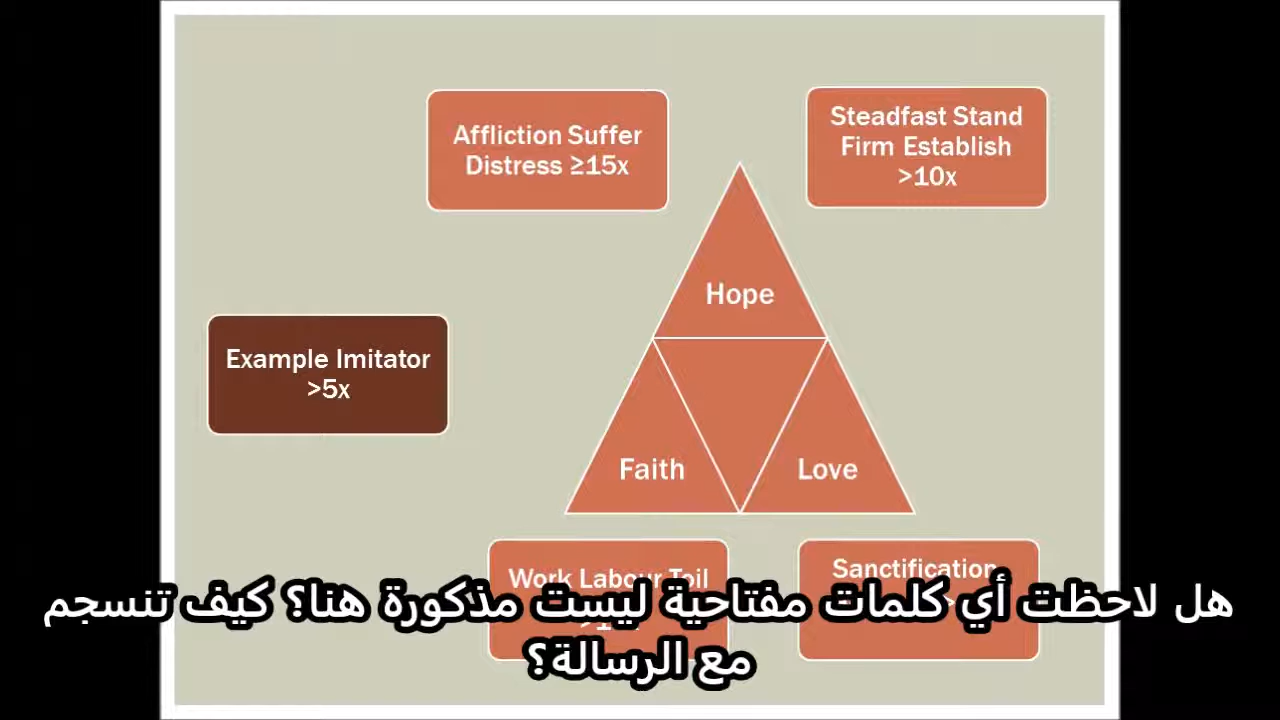 Affliction Suffer
Distress ≥15x
Steadfast Stand
Firm Establish
>10x
Hope
Example Imitator
>5x
Faith
Love
Work Labour Toil
Sanctification
هل لاحظت أي كلمات مفتاحية ليست مذكورة هنا؟ كيف تنسجم
مع الرسالة؟